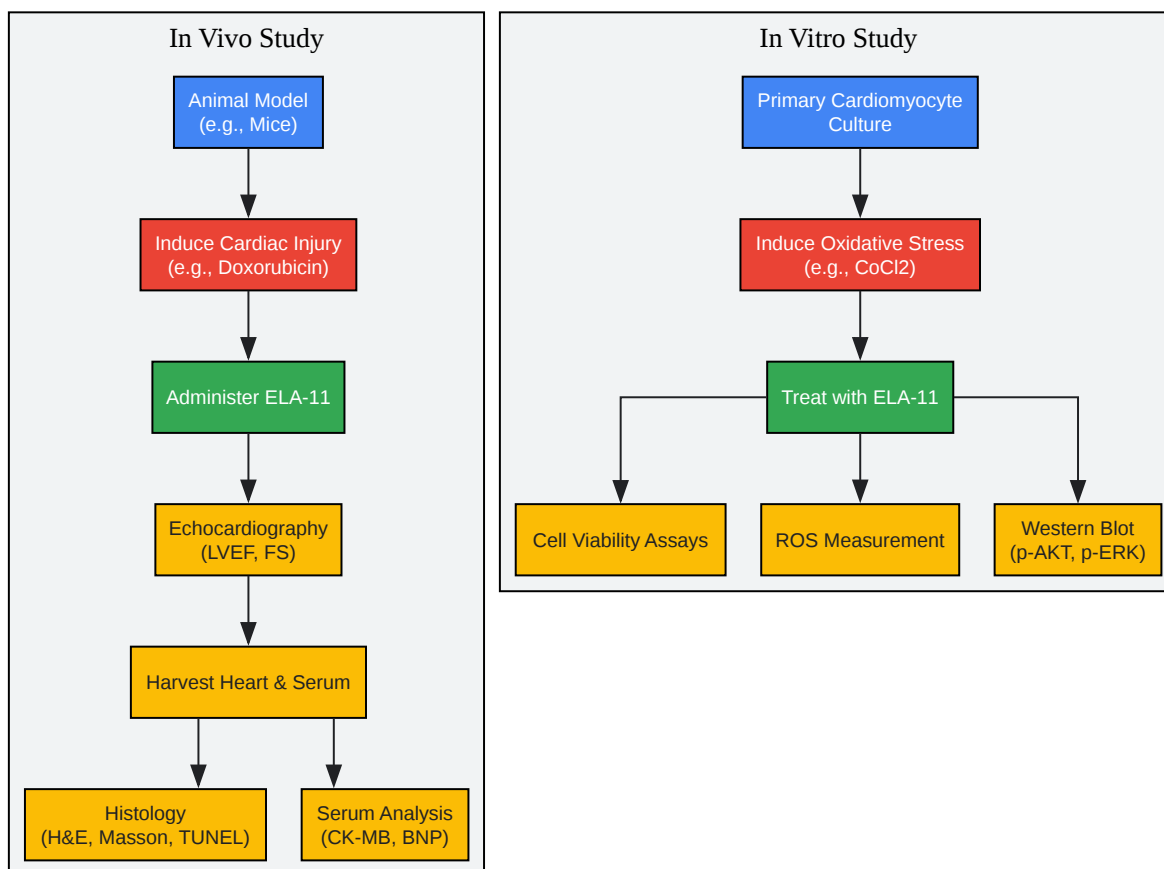 In Vivo Study
Animal Model
(e.g., Mice)
Induce Cardiac Injury
(e.g., Doxorubicin)
Administer ELA-11
Echocardiography
(LVEF, FS)
Harvest Heart & Serum
Histology
(H&E, Masson, TUNEL)
Serum Analysis
(CK-MB, BNP)
In Vitro Study
Primary Cardiomyocyte
Culture
Induce Oxidative Stress
(e.g., CoCl2)
Treat with ELA-11
Cell Viability Assays
ROS Measurement
Western Blot
(p-AKT, p-ERK)